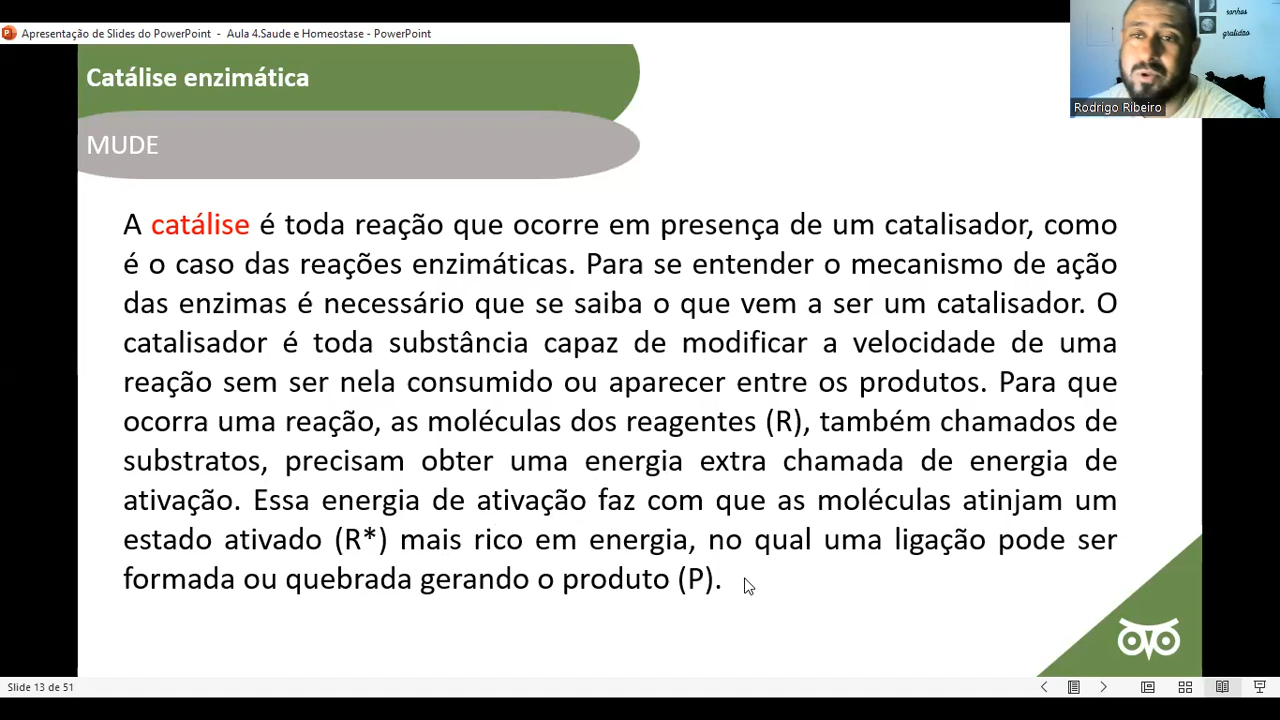 Apresentação de Slides do PowerPoint - Aula 4.Saude e Homeostase - PowerPoint
sonhos
gratidão
Rodrigo Ribeiro
Catálise enzimática
MUDE
A catálise é toda reação que ocorre em presença de um catalisador, como
é o caso das reações enzimáticas. Para se entender o mecanismo de ação
das enzimas é necessário que se saiba o que vem a ser um catalisador. O
catalisador é toda substância capaz de modificar a velocidade de uma
reação sem ser nela consumido ou aparecer entre os produtos. Para que
ocorra uma reação, as moléculas dos reagentes (R), também chamados de
substratos, precisam obter uma energia extra chamada de energia de
ativação. Essa energia de ativação faz com que as moléculas atinjam um
estado ativado (R*) mais rico em energia, no qual uma ligação pode ser
formada ou quebrada gerando o produto (P).
Slide 13 de 51